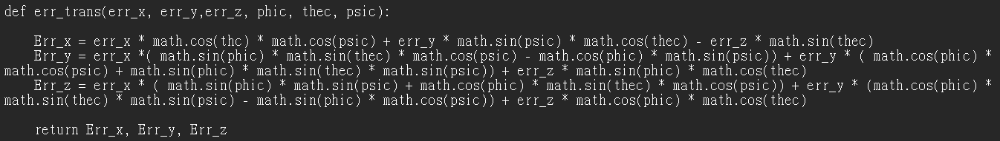 def err_trans(err_x, err_y,err_z, phic, thec, psic):
Err_x = err_x * math.cos(thc) * math.cos(psic) + err_y * math.sin(psic) * math.cos(thec) - err_z * math.sin(thec)
Err_y = err_x *( math.sin(phic) * math.sin(thec) * math.cos(psic) - math.cos(phic) * math.sin(psic)) + err_y * ( math.cos(phic) *
math.cos(psic) + math.sin(phic) * math.sin(thec) * math.sin(psic)) + err_z * math.sin(phic) * math.cos(thec)
Err_z = err_x * ( math.sin(phic) * math.sin(psic) + math.cos(phic) * math.sin(thec) * math.cos(psic)) + err_y * (math.cos(phic) *
math.sin(thec) * math.sin(psic) - math.sin(phic) * math.cos(psic)) + err_z * math.cos(phic) * math.cos(thec)
return Err_x, Err_y, Err_z